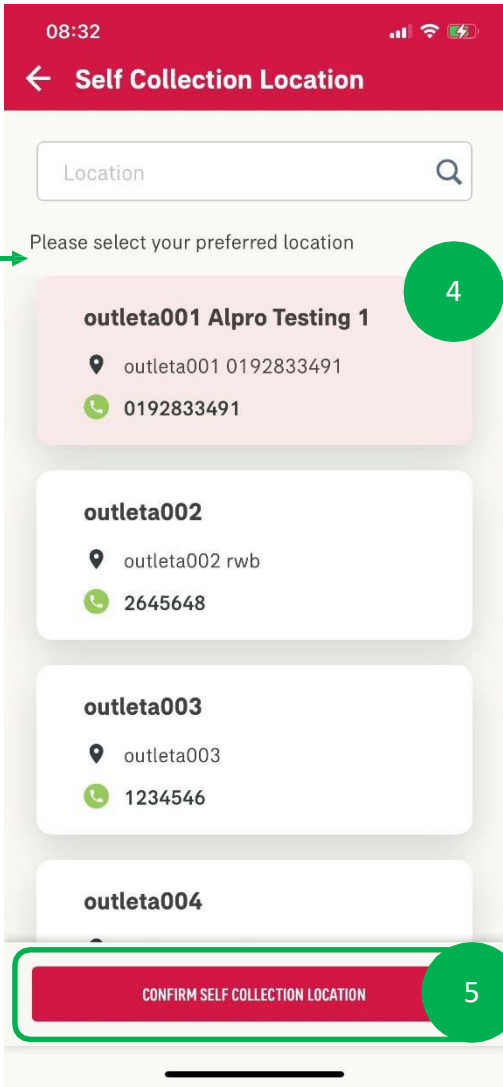 08:32
Self Collection Location
Location
Please select your preferred location
4
outleta001 Alpro Testing 1
outleta001 0192833491
0192833491
outleta002
outleta002 rwb
2645648
outleta003
outleta003
1234546
outleta004
CONFIRM SELF COLLECTION LOCATION
5